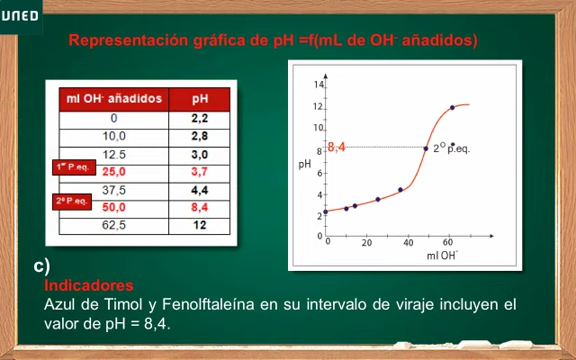 UNED
Representación gráfica de pH =f(mL de OH⁻ añadidos)
ml OH⁻ añadidos pH
0 2,2
10,0 2,8
12.5 3,0
1er P eq. 25,0 3,7
37,5 4,4
2º P.eq. 50,0 8,4
62,5 12
14
12
10
8,4
8
2º p.eq.
pH
6
4
2
0
0 20 40 60
ml OH⁻
c)
Indicadores
Azul de Timol y Fenolftaleína en su intervalo de viraje incluyen el
valor de pH = 8,4.